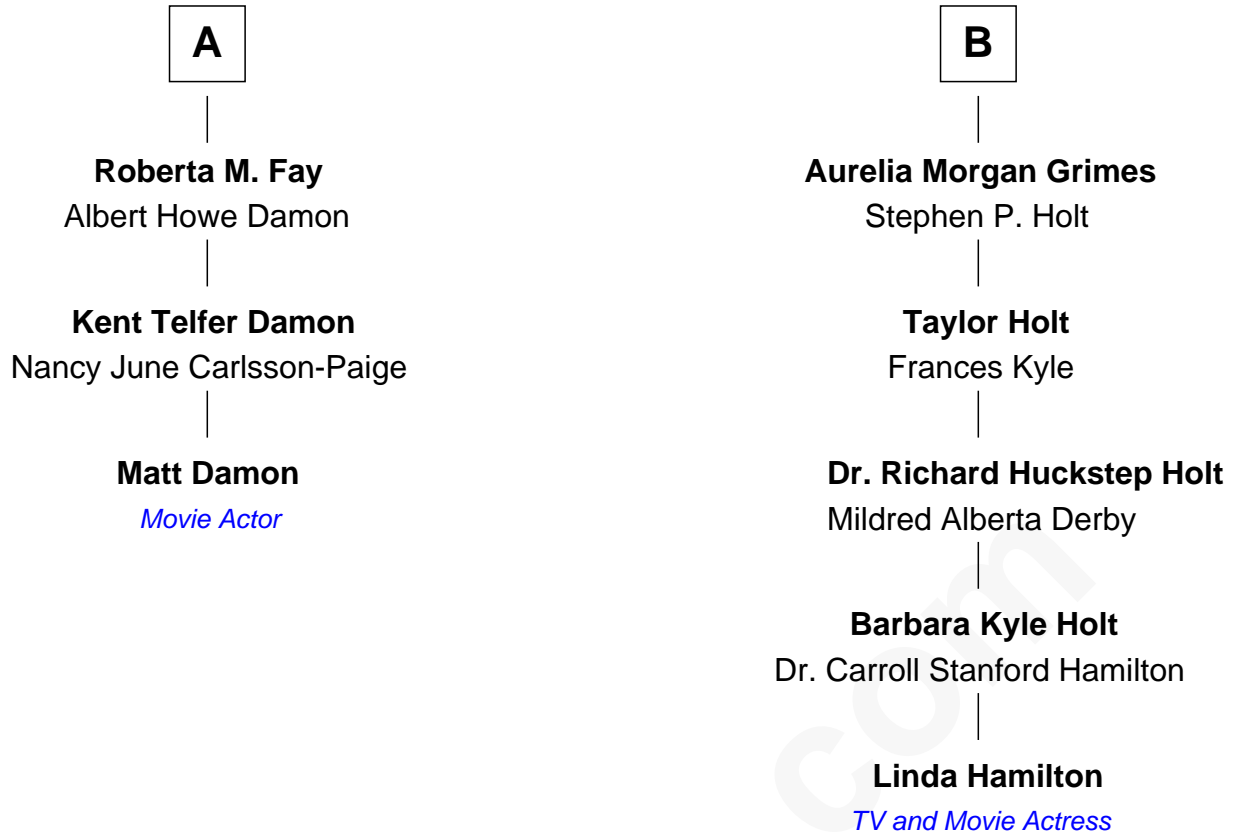 A
Roberta M. Fay
Albert Howe Damon
Kent Telfer Damon
Nancy June Carlsson-Paige
Matt Damon
Movie Actor
B
Aurelia Morgan Grimes
Stephen P. Holt
Taylor Holt
Frances Kyle
Dr. Richard Huckstep Holt
Mildred Alberta Derby
Barbara Kyle Holt
Dr. Carroll Stanford Hamilton
Linda Hamilton
TV and Movie Actress
com